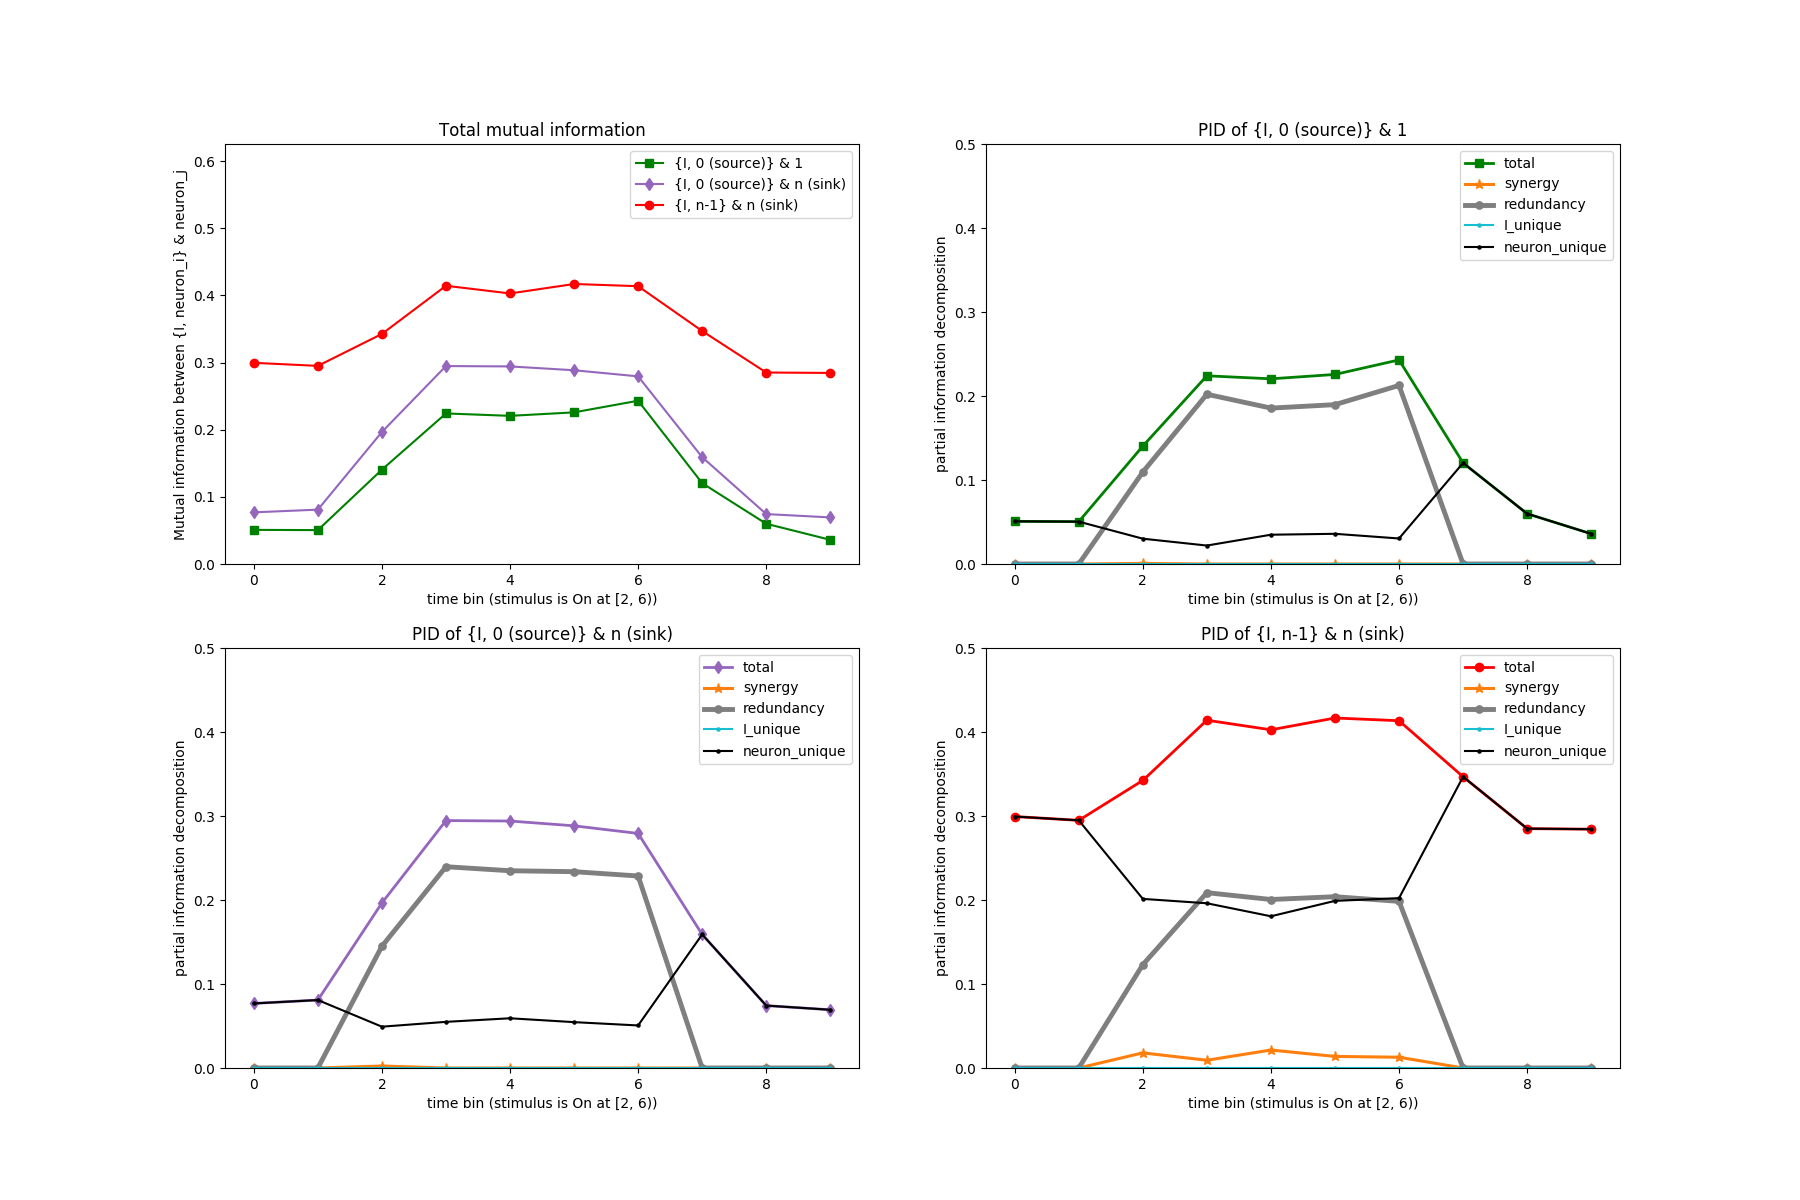 Total mutual information
Mutual information between {I, neuron_i} & neuron_j
0.6
0.5
0.4
0.3
0.2
0.1
0.0
{I, 0 (source)} & 1
{I, 0 (source)} & n (sink)
{I, n-1} & n (sink)
0 2 4 6 8
time bin (stimulus is On at [2, 6))
PID of {I, 0 (source)} & 1
partial information decomposition
0.5
0.4
0.3
0.2
0.1
0.0
total
synergy
redundancy
I_unique
neuron_unique
0 2 4 6 8
time bin (stimulus is On at [2, 6))
PID of {I, 0 (source)} & n (sink)
partial information decomposition
0.5
0.4
0.3
0.2
0.1
0.0
total
synergy
redundancy
I_unique
neuron_unique
0 2 4 6 8
time bin (stimulus is On at [2, 6))
PID of {I, n-1} & n (sink)
partial information decomposition
0.5
0.4
0.3
0.2
0.1
0.0
total
synergy
redundancy
I_unique
neuron_unique
0 2 4 6 8
time bin (stimulus is On at [2, 6))